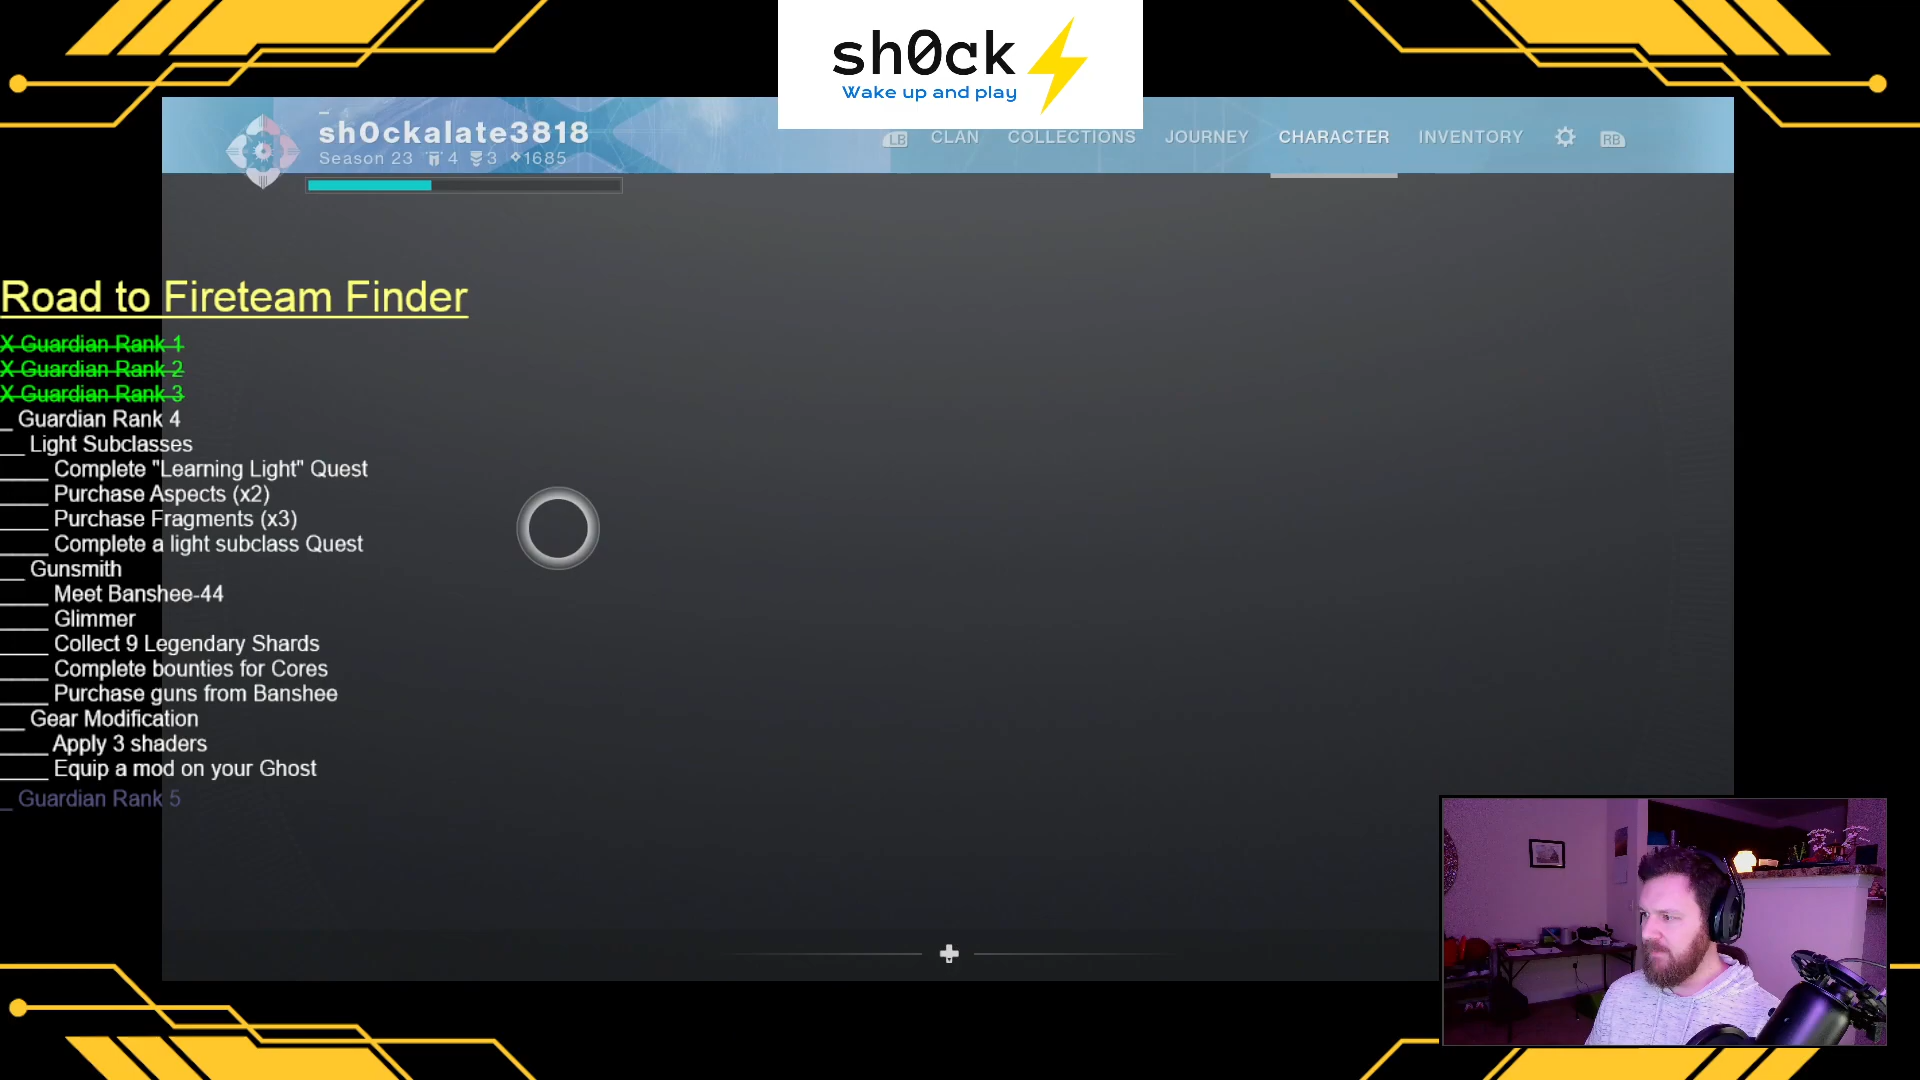 sh0ck
Wake up and play
sh0ckalate3818
Season 23 4 3 1685
LB CLAN COLLECTIONS JOURNEY CHARACTER INVENTORY RB
Road to Fireteam Finder
X Guardian Rank 1
X Guardian Rank 2
X Guardian Rank 3
_ Guardian Rank 4
__ Light Subclasses
____ Complete "Learning Light" Quest
____ Purchase Aspects (x2)
____ Purchase Fragments (x3)
____ Complete a light subclass Quest
__ Gunsmith
____ Meet Banshee-44
____ Glimmer
____ Collect 9 Legendary Shards
____ Complete bounties for Cores
____ Purchase guns from Banshee
__ Gear Modification
____ Apply 3 shaders
____ Equip a mod on your Ghost
_ Guardian Rank 5